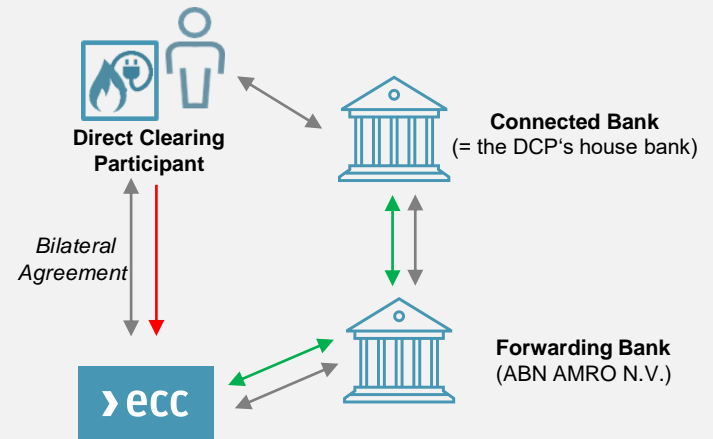 Direct Clearing
Participant
Connected Bank
(= the DCP‘s house bank)
Bilateral
Agreement
Forwarding Bank
(ABN AMRO N.V.)
ecc